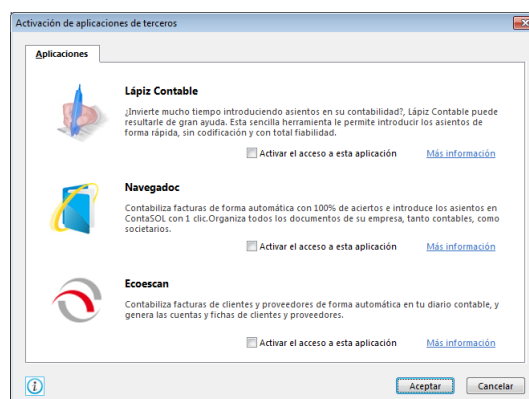 Activación de aplicaciones de terceros
Aplicaciones
Lápiz Contable
¿Invierte mucho tiempo introduciendo asientos en su contabilidad?, Lápiz Contable puede
resultarle de gran ayuda. Esta sencilla herramienta le permite introducir los asientos de
forma rápida, sin codificación y con total fiabilidad.
Activar el acceso a esta aplicación Más información
Navegadoc
Contabiliza facturas de forma automática con 100% de aciertos e introduce los asientos en
ContaSOL con 1 clic.Organiza todos los documentos de su empresa, tanto contables, como
societarios.
Activar el acceso a esta aplicación Más información
Ecoescan
Contabiliza facturas de clientes y proveedores de forma automática en tu diario contable, y
genera las cuentas y fichas de clientes y proveedores.
Activar el acceso a esta aplicación Más información
Aceptar Cancelar